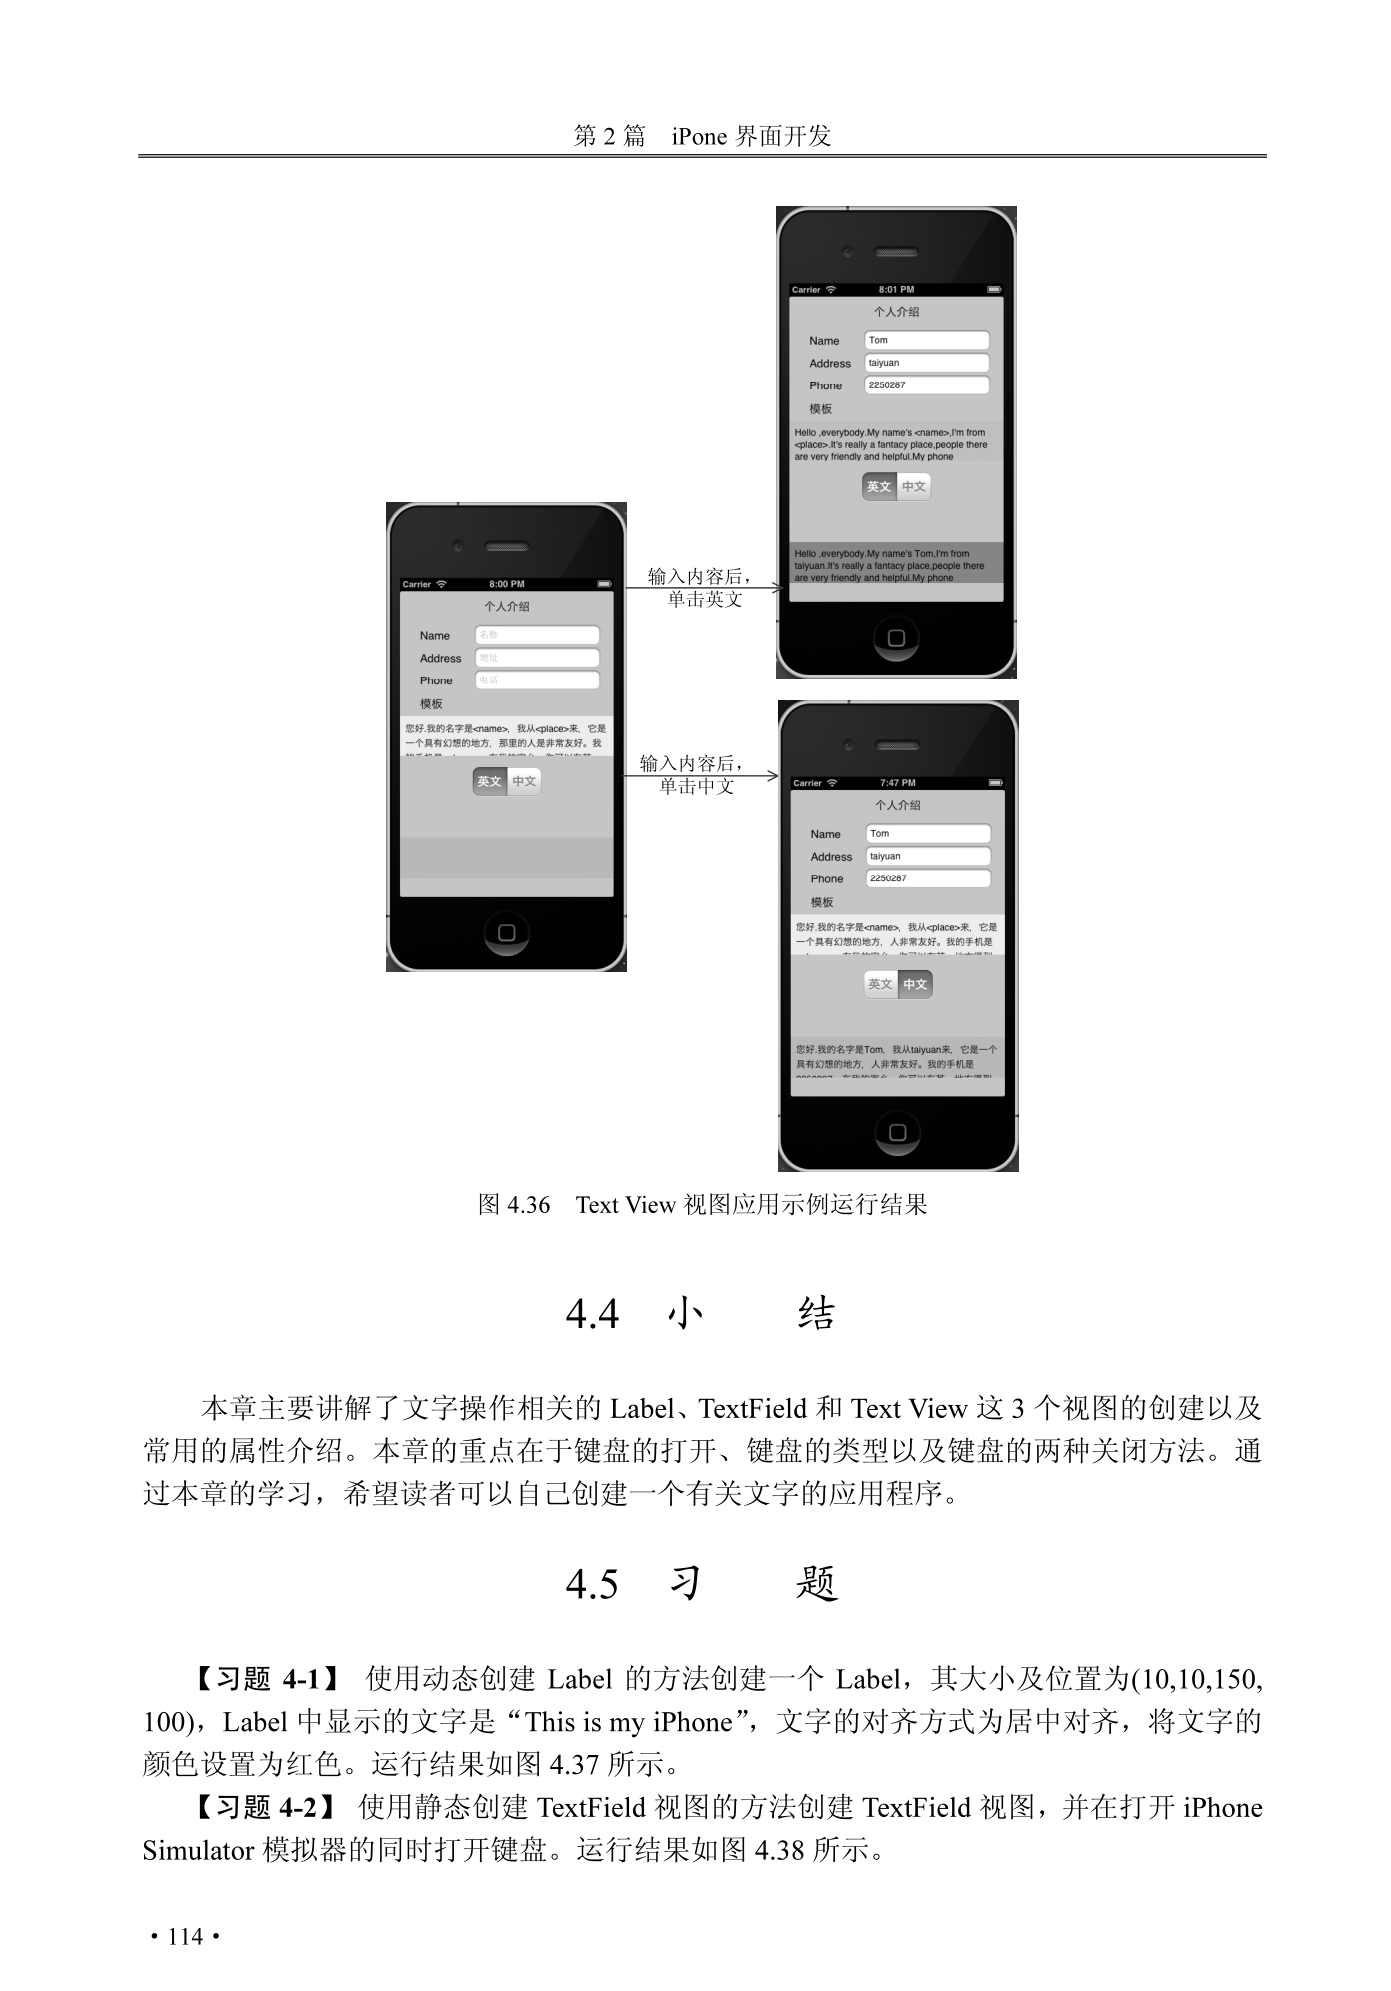 第 2 篇　iPone 界面开发
Carrier 8:01 PM
个人介绍
Name Tom
Address taiyuan
Phone 2250287
模板
Hello ,everybody.My name's <name>,I'm from
<place>.It's really a fantacy place,people there
are very friendly and helpful.My phone
英文 中文
Hello ,everybody.My name's Tom,I'm from
taiyuan.It's really a fantacy place,people there
are very friendly and helpful.My phone
输入内容后，
单击英文
Carrier 8:00 PM
个人介绍
Name 名称
Address 地址
Phone 电话
模板
您好.我的名字是<name>，我从<place>来，它是
一个具有幻想的地方，那里的人是非常友好。我
英文 中文
输入内容后，
单击中文
Carrier 7:47 PM
个人介绍
Name Tom
Address taiyuan
Phone 2250287
模板
您好.我的名字是<name>，我从<place>来，它是
一个具有幻想的地方，人非常友好。我的手机是
英文 中文
您好.我的名字是Tom，我从taiyuan来，它是一个
具有幻想的地方，人非常友好。我的手机是
图 4.36　Text View 视图应用示例运行结果
4.4　小　　结
本章主要讲解了文字操作相关的 Label、TextField 和 Text View 这 3 个视图的创建以及
常用的属性介绍。本章的重点在于键盘的打开、键盘的类型以及键盘的两种关闭方法。通
过本章的学习，希望读者可以自己创建一个有关文字的应用程序。
4.5　习　　题
【习题 4-1】 使用动态创建 Label 的方法创建一个 Label，其大小及位置为(10,10,150,
100)，Label 中显示的文字是“This is my iPhone”，文字的对齐方式为居中对齐，将文字的
颜色设置为红色。运行结果如图 4.37 所示。
【习题 4-2】 使用静态创建 TextField 视图的方法创建 TextField 视图，并在打开 iPhone
Simulator 模拟器的同时打开键盘。运行结果如图 4.38 所示。
• 114 •